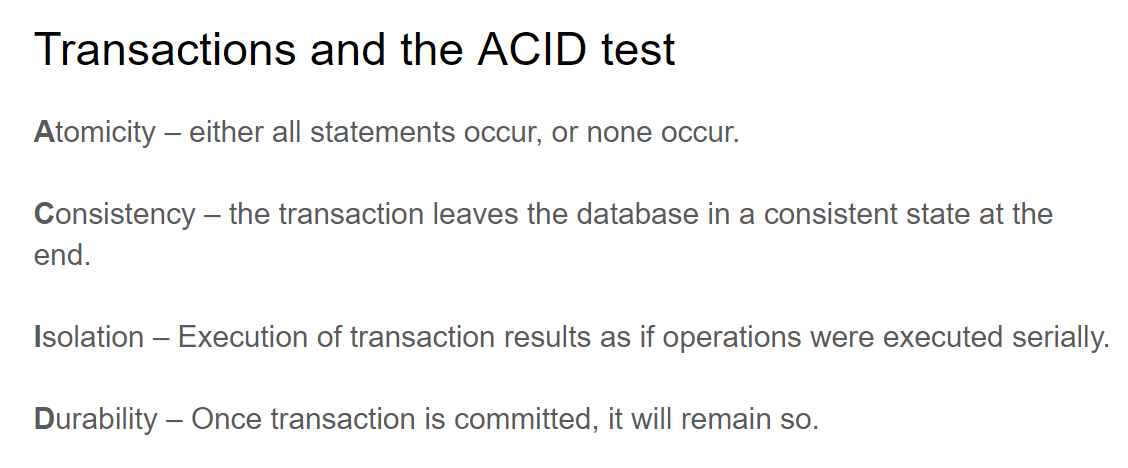 Transactions and the ACID test
Atomicity – either all statements occur, or none occur.
Consistency – the transaction leaves the database in a consistent state at the
end.
Isolation – Execution of transaction results as if operations were executed serially.
Durability – Once transaction is committed, it will remain so.